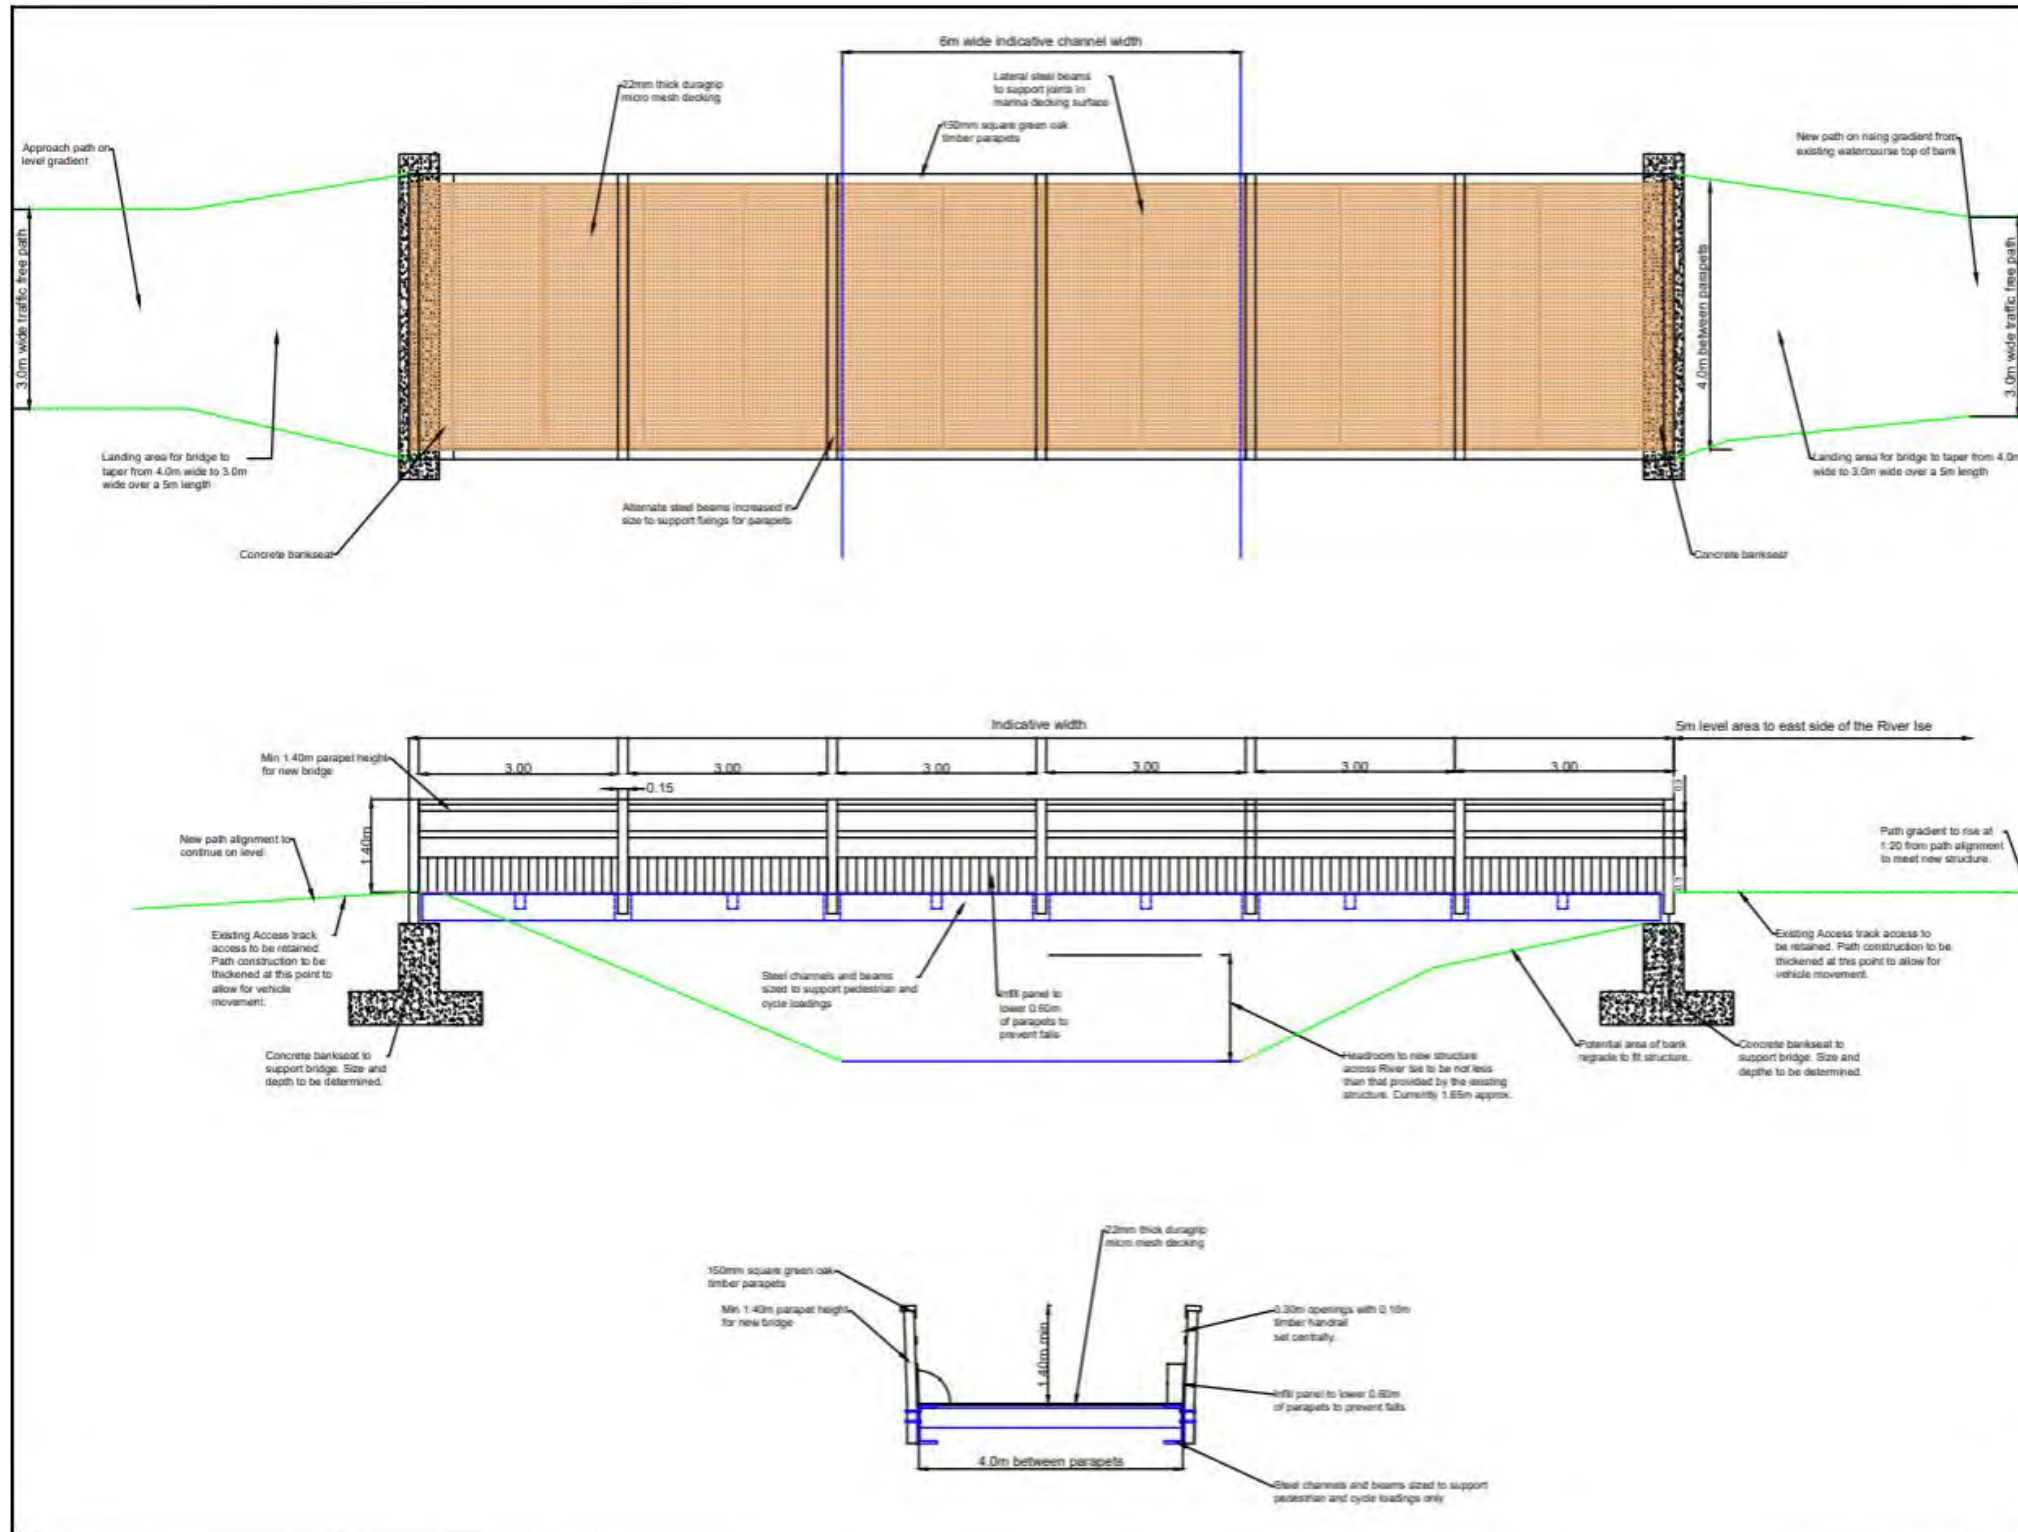 6m wide indicative channel width
22mm thick duragrip
micro mesh decking
Lateral steel beams
to support joints in
marina decking surface
150mm square green oak
timber parapets
Approach path on
level gradient
New path on rising gradient from
existing watercourse top of bank
3.0m wide traffic free path
4.0m between parapets
3.0m wide traffic free path
Landing area for bridge to
taper from 4.0m wide to 3.0m
wide over a 5m length
Landing area for bridge to taper from 4.0m
wide to 3.0m wide over a 5m length
Alternate steel beams increased in
size to support fixings for parapets
Concrete bankseat
Concrete bankseat
Indicative width
5m level area to east side of the River Ise
Min 1.40m parapet height
for new bridge
3.00
3.00
3.00
3.00
3.00
3.00
0.15
0.3
1.40m
New path alignment to
continue on level.
Path gradient to rise at
1:20 from path alignment
to meet new structure.
0.3
Existing Access track
access to be retained.
Path construction to be
thickened at this point to
allow for vehicle
movement.
Steel channels and beams
sized to support pedestrian and
cycle loadings
Infill panel to
lower 0.60m
of parapets to
prevent falls
Existing Access track access to
be retained. Path construction to be
thickened at this point to allow for
vehicle movement.
Concrete bankseat to
support bridge. Size and
depth to be determined.
Headroom to new structure
across River Ise to be not less
than that provided by the existing
structure. Currently 1.65m approx.
Potential area of bank
regrade to fit structure.
Concrete bankseat to
support bridge. Size and
depthe to be determined.
22mm thick duragrip
micro mesh decking
150mm square green oak
timber parapets
Min 1.40m parapet height
for new bridge
1.40m min
0.30m openings with 0.10m
timber handrail
set centrally.
Infill panel to lower 0.60m
of parapets to prevent falls
4.0m between parapets
Steel channels and beams sized to support
pedestrian and cycle loadings only